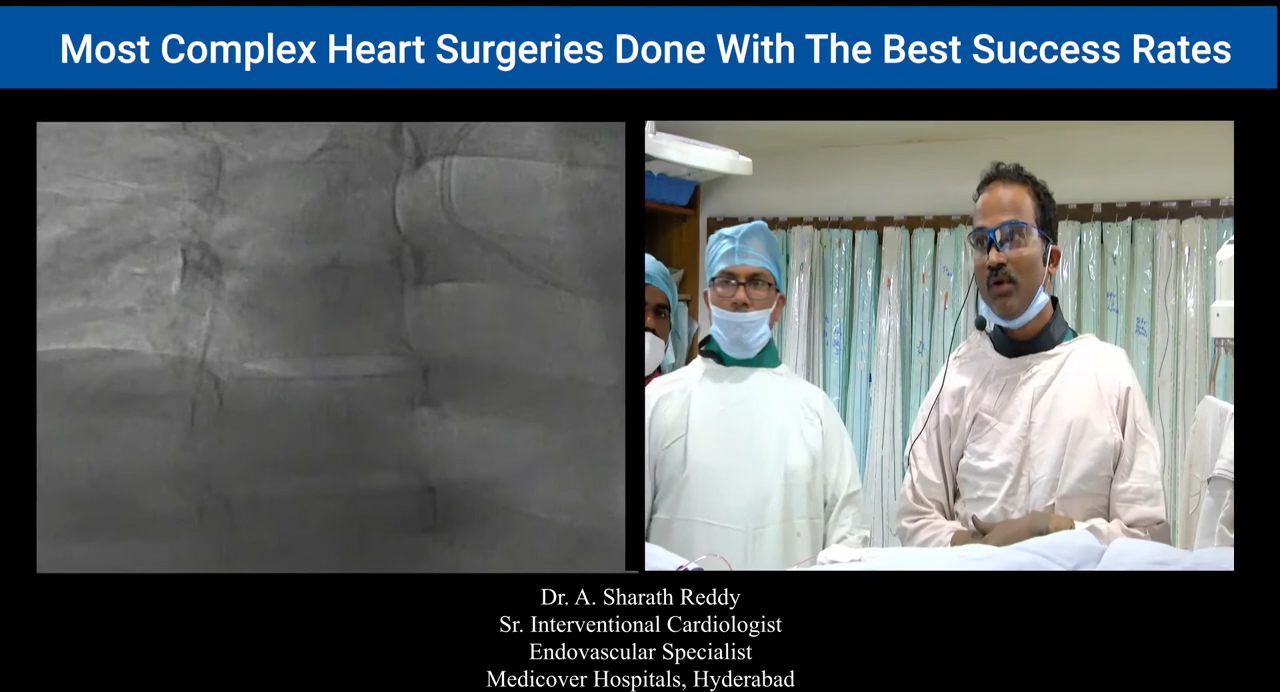 Most Complex Heart Surgeries Done With The Best Success Rates
Dr. A. Sharath Reddy
Sr. Interventional Cardiologist
Endovascular Specialist
Medicover Hospitals, Hyderabad